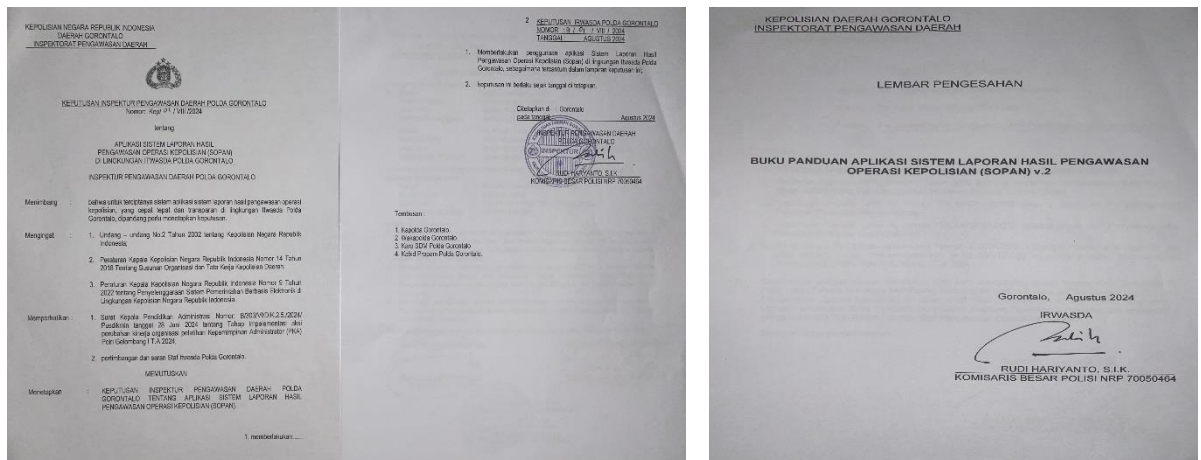 KEPOLISIAN NEGARA REPUBLIK INDONESIA
DAERAH GORONTALO
INSPEKTORAT PENGAWASAN DAERAH
KEPUTUSAN INSPEKTUR PENGAWASAN DAERAH POLDA GORONTALO
Nomor: Kep/ 01 / VIII /2024
tentang
APLIKASI SISTEM LAPORAN HASIL
PENGAWASAN OPERASI KEPOLISIAN (SOPAN)
DI LINGKUNGAN ITWASDA POLDA GORONTALO
INSPEKTUR PENGAWASAN DAERAH POLDA GORONTALO
Menimbang : bahwa untuk terciptanya sistem aplikasi sistem laporan hasil pengawasan operasi
kepolisian, yang cepat tepat dan transparan di lingkungan Itwasda Polda
Gorontalo, dipandang perlu menetapkan keputusan.
Mengingat : 1. Undang – undang No.2 Tahun 2002 tentang Kepolisian Negara Republik
Indonesia;
2. Peraturan Kepala Kepolisian Negara Republik Indonesia Nomor 14 Tahun
2018 Tentang Susunan Organisasi dan Tata Kerja Kepolisian Daerah.
3. Peraturan Kepala Kepolisian Negara Republik Indonesia Nomor 9 Tahun
2022 tentang Penyelenggaraan Sistem Pemerintahan Berbasis Elektronik di
Lingkungan Kepolisian Negara Republik Indonesia.
Memperhatikan : 1. Surat Kepala Pendidikan Administrasi Nomor
Pusdikmin tanggal 26 Juni 2024 tentang Tahap Implementasi aksi
perubahan kinerja organisasi pelatihan Kepemimpinan Administrator (PKA)
Polri Gelombang I T.A 2024.
2. pertimbangan dan saran Staf Itwasda Polda Gorontalo.
MEMUTUSKAN
Menetapkan : KEPUTUSAN INSPEKTUR PENGAWASAN DAERAH POLDA
GORONTALO TENTANG APLIKASI SISTEM LAPORAN HASIL
PENGAWASAN OPERASI KEPOLISIAN (SOPAN)
1. memberlakukan.....
2 KEPUTUSAN IRWASDA POLDA GORONTALO
NOMOR : / VIII / 2024
TANGGAL AGUSTUS 2024
1. Memberlakukan penggunaan aplikasi Sistem Laporan Hasil
Pengawasan Operasi Kepolisian (Sopan) di lingkungan Itwasda Polda
Gorontalo, sebagaimana tercantum dalam lampiran keputusan ini;
2. keputusan ini berlaku sejak tanggal di tetapkan.
Ditetapkan di : Gorontalo
pada tanggal Agustus 2024
INSPEKTUR PENGAWASAN DAERAH
POLDA GORONTALO
INSPEKTUR
RUDI HARIYANTO, S.I.K.
KOMISARIS BESAR POLISI NRP 70050464
Tembusan :
1. Kapolda Gorontalo.
2. Wakapolda Gorontalo
3. Karo SDM Polda Gorontalo
4. Kabid Propam Polda Gorontalo.
KEPOLISIAN DAERAH GORONTALO
INSPEKTORAT PENGAWASAN DAERAH
LEMBAR PENGESAHAN
BUKU PANDUAN APLIKASI SISTEM LAPORAN HASIL PENGAWASAN
OPERASI KEPOLISIAN (SOPAN) v.2
Gorontalo, Agustus 2024
IRWASDA
RUDI HARIYANTO, S.I.K.
KOMISARIS BESAR POLISI NRP 70050464